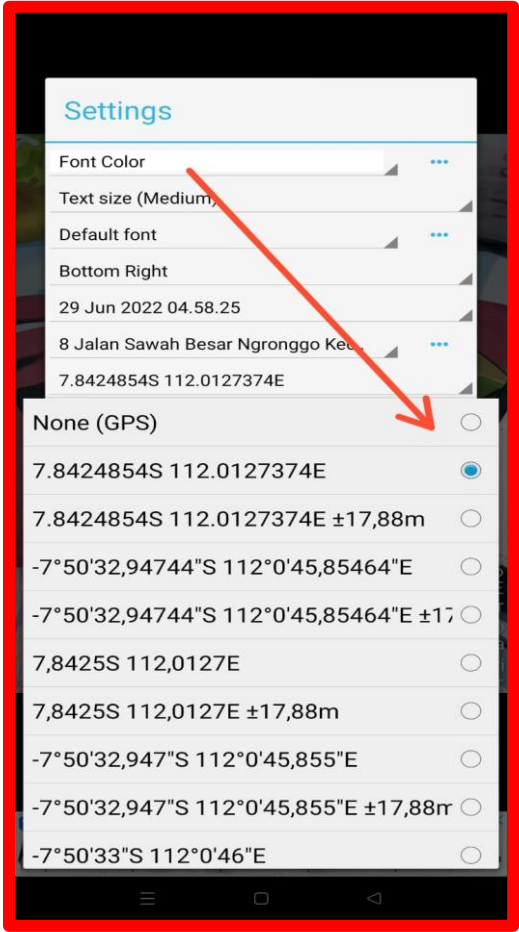 Settings
Font Color
Text size (Medium)
Default font
Bottom Right
29 Jun 2022 04.58.25
8 Jalan Sawah Besar Ngronggo Kec..
7.8424854S 112.0127374E
None (GPS)
7.8424854S 112.0127374E
7.8424854S 112.0127374E ±17,88m
-7°50'32,94744"S 112°0'45,85464"E
-7°50'32,94744"S 112°0'45,85464"E ±17
7,8425S 112,0127E
7,8425S 112,0127E ±17,88m
-7°50'32,947"S 112°0'45,855"E
-7°50'32,947"S 112°0'45,855"E ±17,88m
-7°50'33"S 112°0'46"E